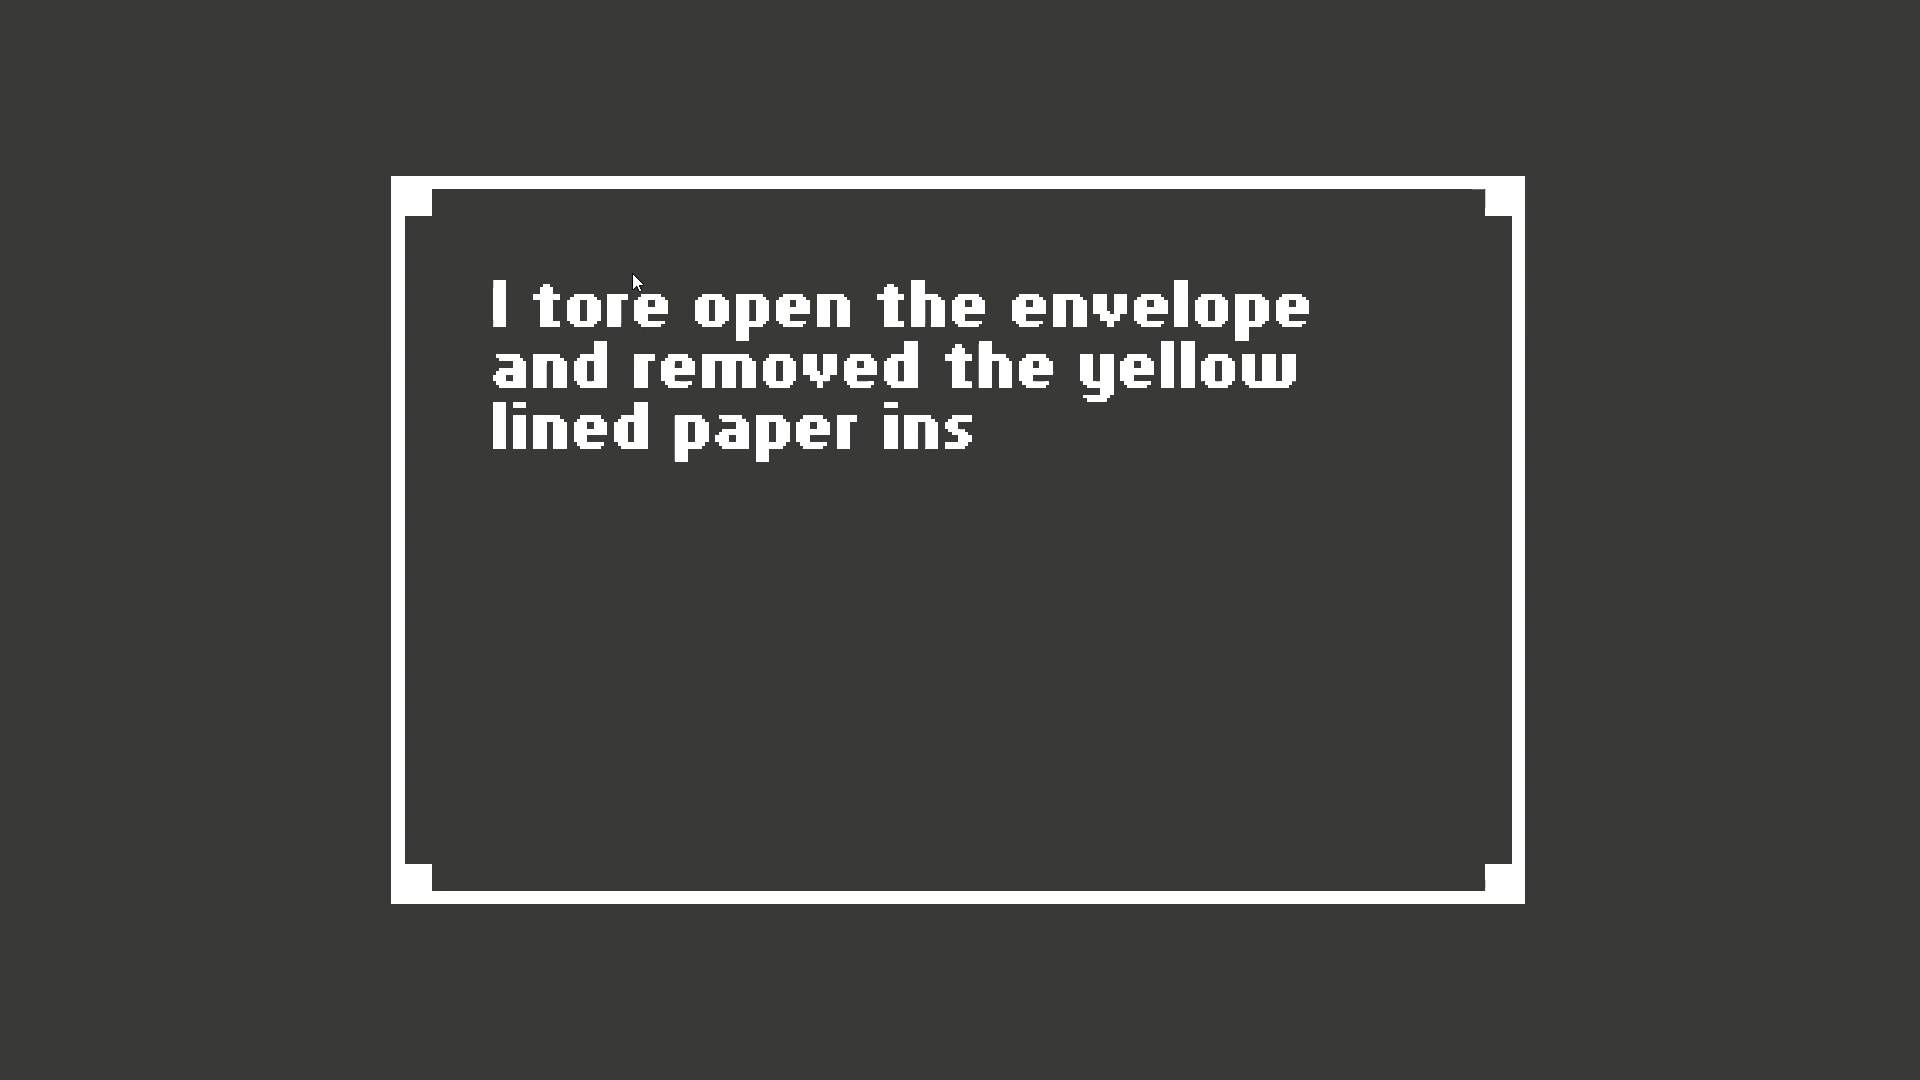 I tore open the envelope
and removed the yellow
lined paper ins